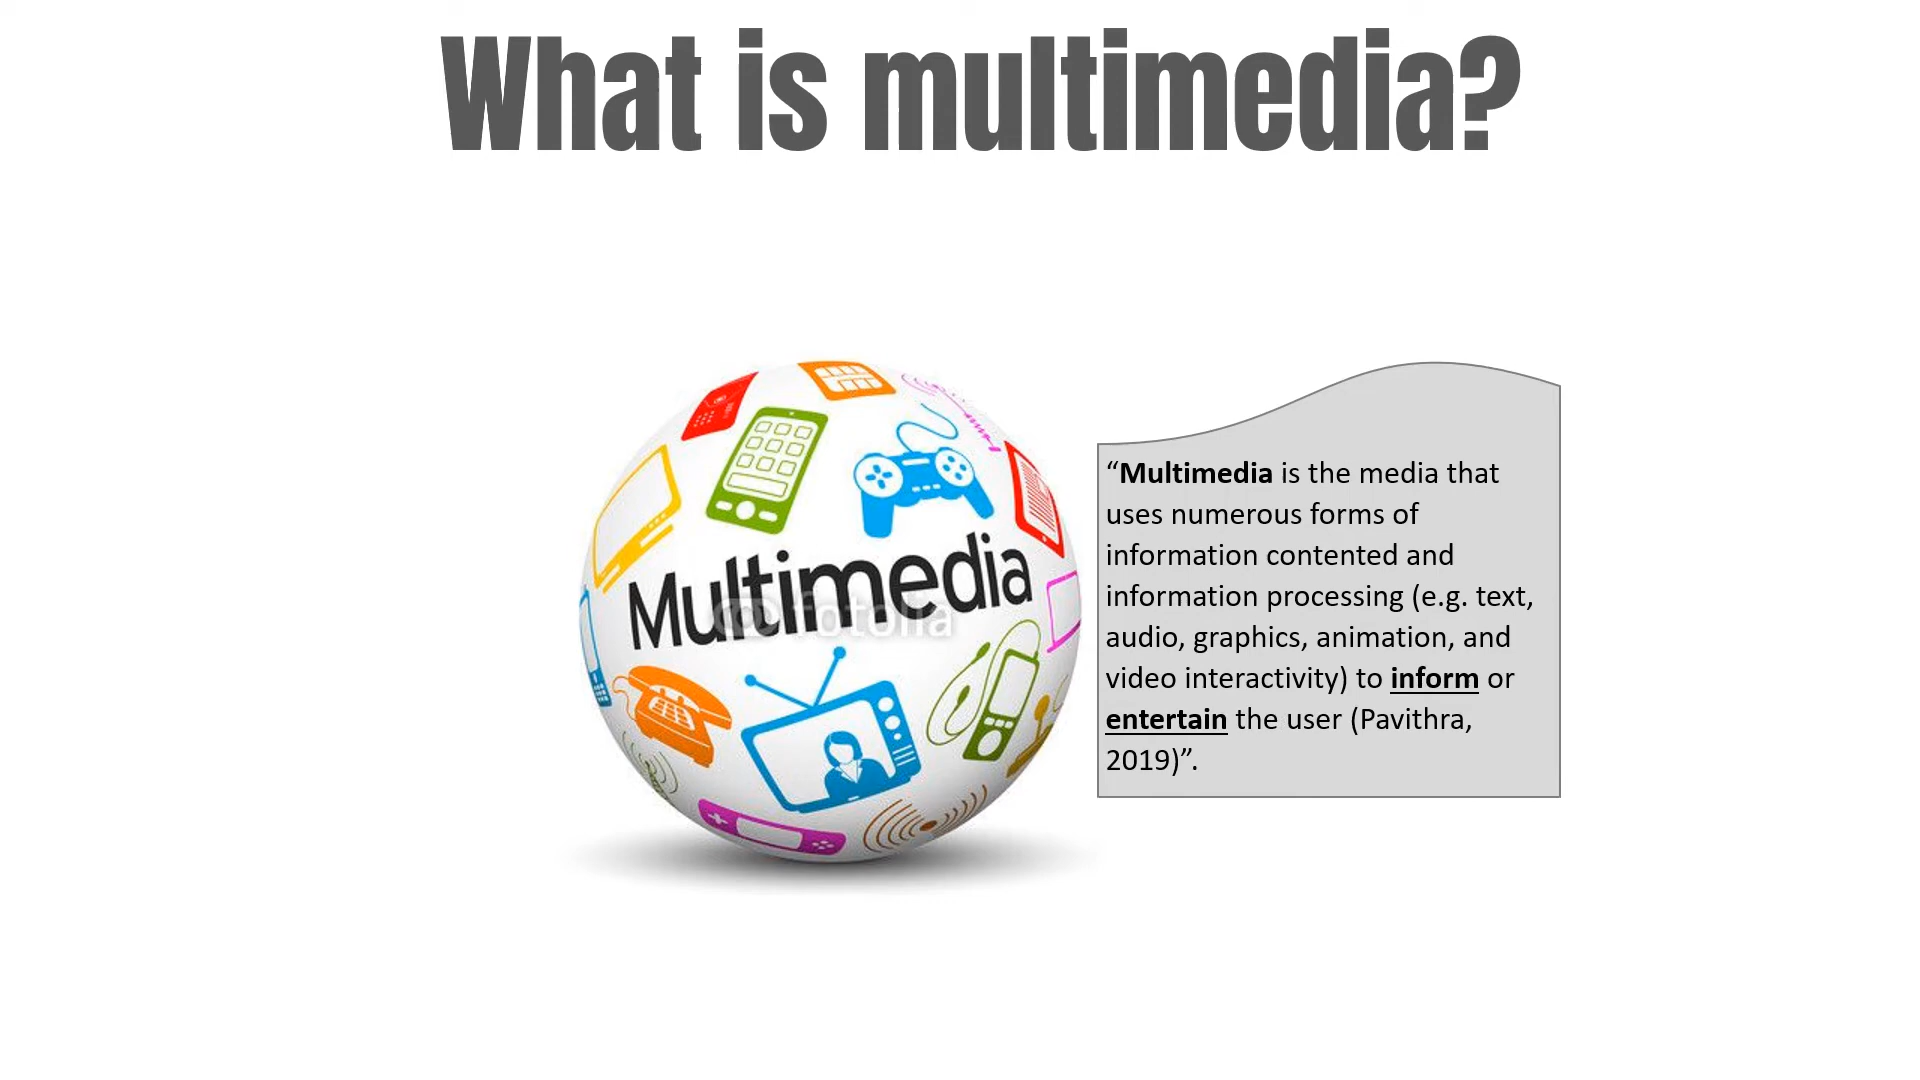 What is multimedia?
Multimedia
fotolia
“Multimedia is the media that
uses numerous forms of
information contented and
information processing (e.g. text,
audio, graphics, animation, and
video interactivity) to inform or
entertain the user (Pavithra,
2019)”.